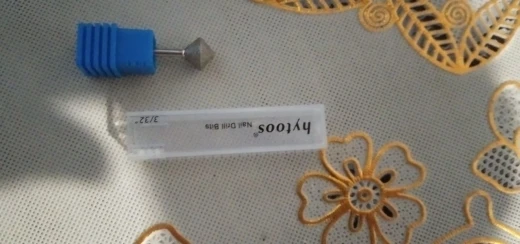 hytoos®
Nail Drill Bits
3/32"